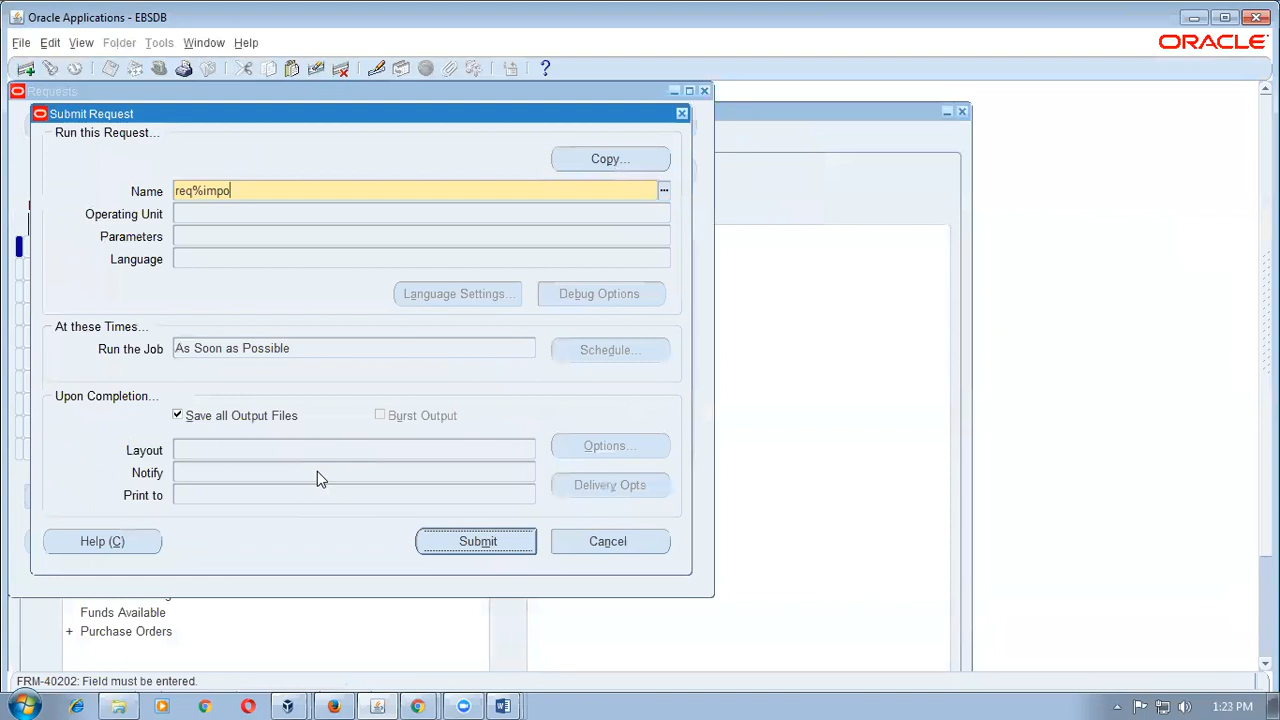 Oracle Applications - EBSDB
File Edit View Folder Tools Window Help
ORACLE
Requests
Submit Request
Run this Request...
Copy...
Name req%impo
Operating Unit
Parameters
Language
Language Settings... Debug Options
At these Times...
Run the Job As Soon as Possible Schedule...
Upon Completion...
Save all Output Files Burst Output
Layout Options...
Notify
Print to Delivery Opts
Help (C) Submit Cancel
Funds Available
+ Purchase Orders
FRM-40202: Field must be entered.
1:23 PM